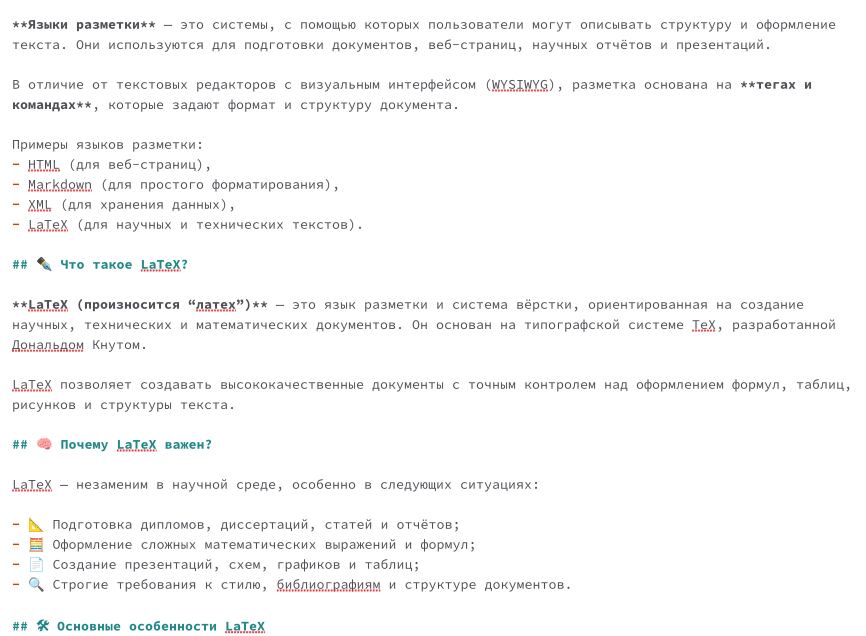 **Языки разметки** — это системы, с помощью которых пользователи могут описывать структуру и оформление
текста. Они используются для подготовки документов, веб-страниц, научных отчётов и презентаций.
В отличие от текстовых редакторов с визуальным интерфейсом (WYSIWYG), разметка основана на **тегах и
командах**, которые задают формат и структуру документа.
Примеры языков разметки:
- HTML (для веб-страниц),
- Markdown (для простого форматирования),
- XML (для хранения данных),
- LaTeX (для научных и технических текстов).
## ✒️ Что такое LaTeX?
**LaTeX (произносится “латех”)** — это язык разметки и система вёрстки, ориентированная на создание
научных, технических и математических документов. Он основан на типографской системе TeX, разработанной
Дональдом Кнутом.
LaTeX позволяет создавать высококачественные документы с точным контролем над оформлением формул, таблиц,
рисунков и структуры текста.
## 🧠 Почему LaTeX важен?
LaTeX — незаменим в научной среде, особенно в следующих ситуациях:
- 📐 Подготовка дипломов, диссертаций, статей и отчётов;
- 🧮 Оформление сложных математических выражений и формул;
- 📄 Создание презентаций, схем, графиков и таблиц;
- 🔍 Строгие требования к стилю, библиографиям и структуре документов.
## 🛠 Основные особенности LaTeX